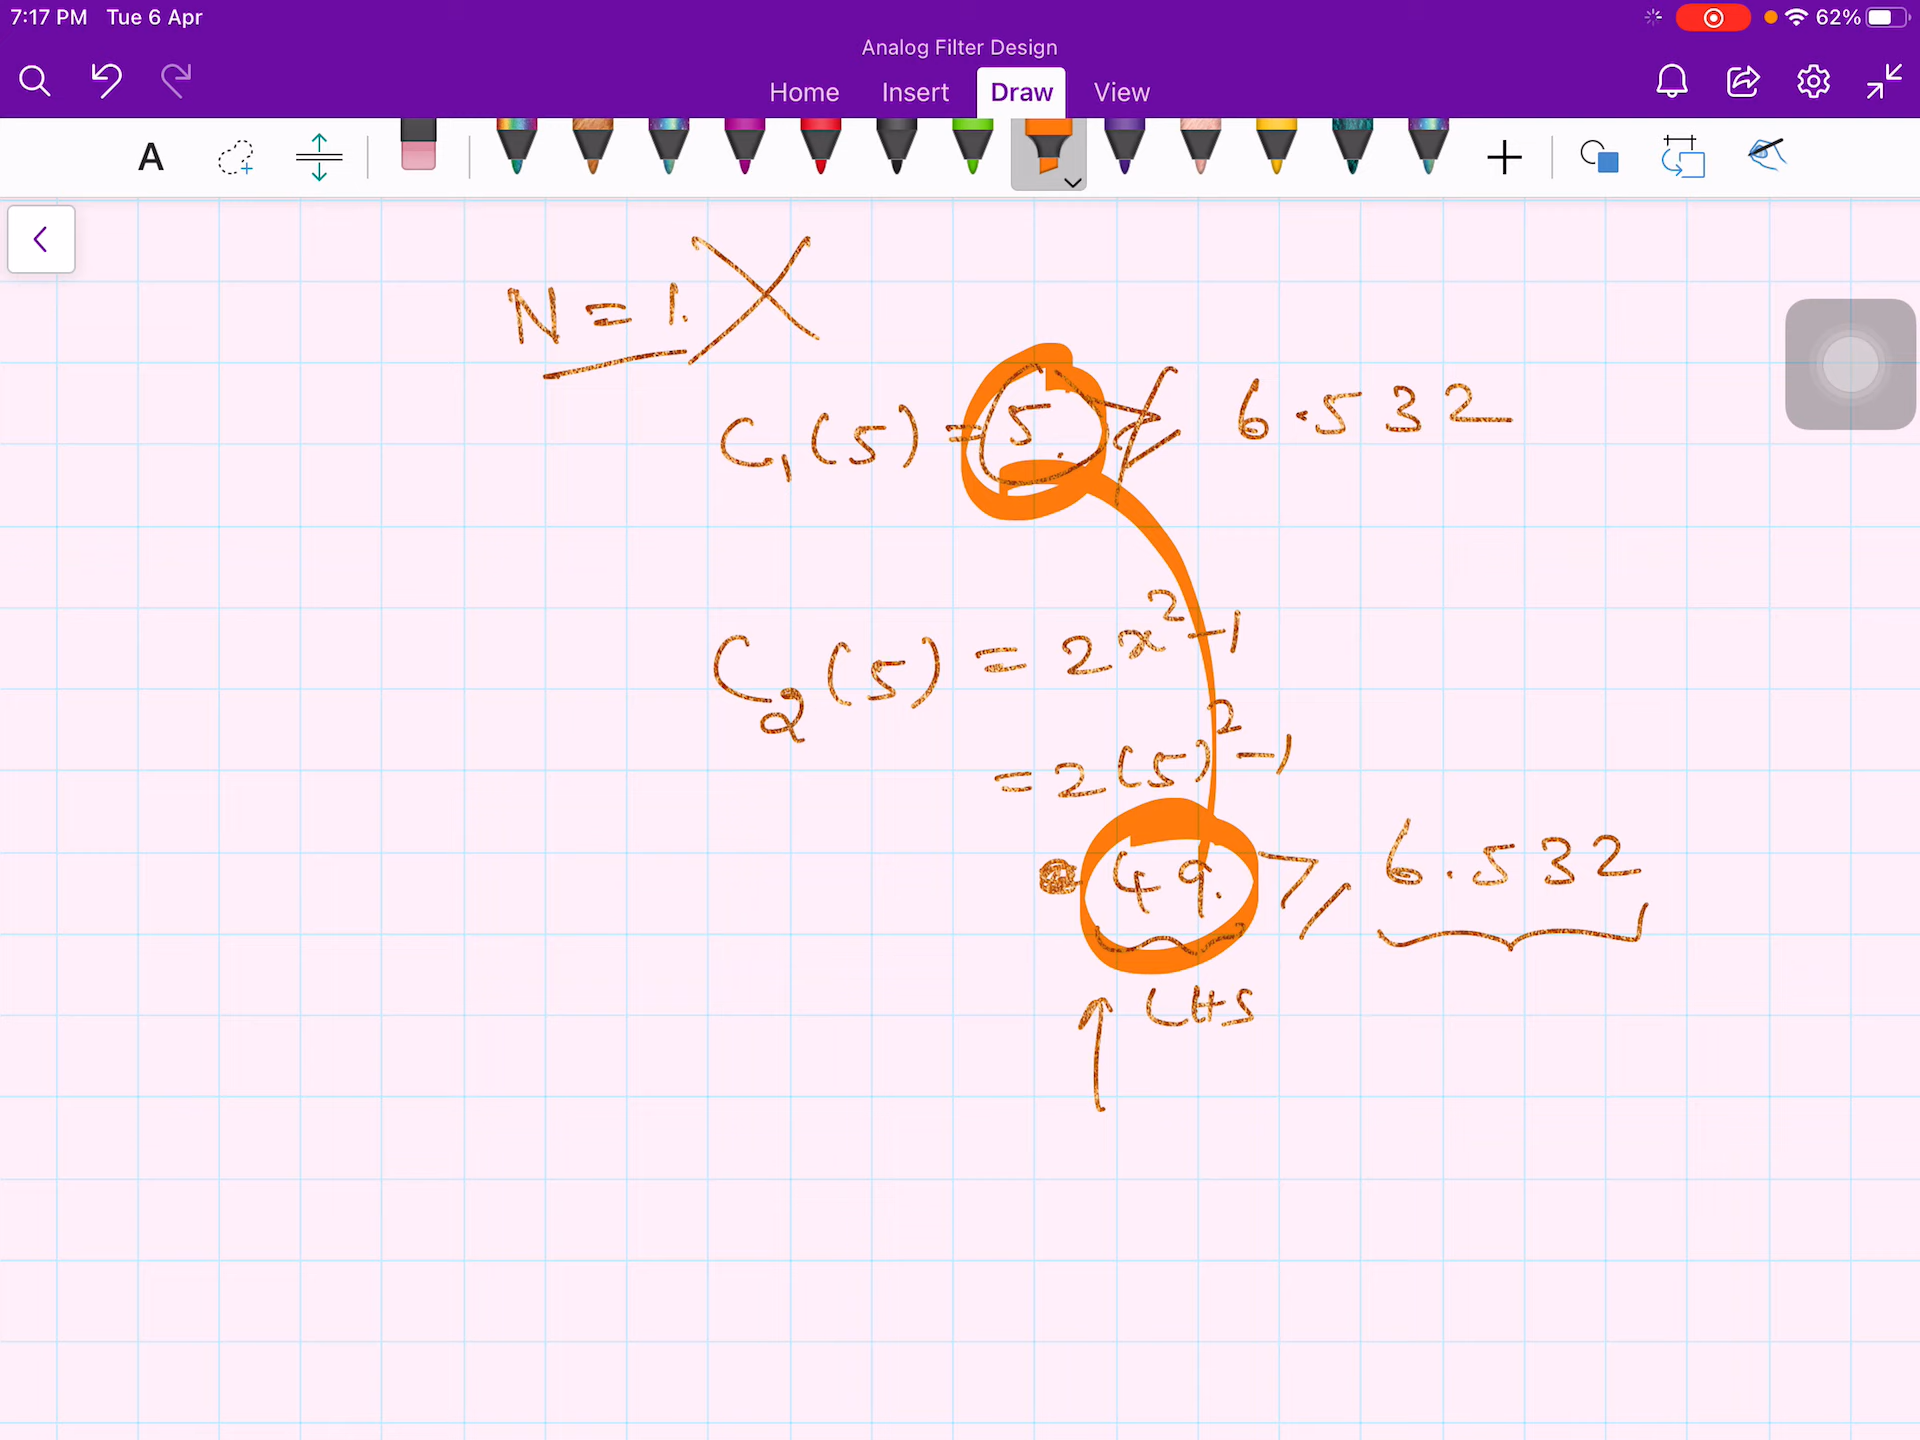 7:17 PM Tue 6 Apr 62%
Analog Filter Design
Home Insert Draw View
A
N = 1. X
C₁(5) = 5. ≱ 6.532
C₂(5) = 2x² - 1
= 2(5)² - 1
49. ≥ 6.532
LHS